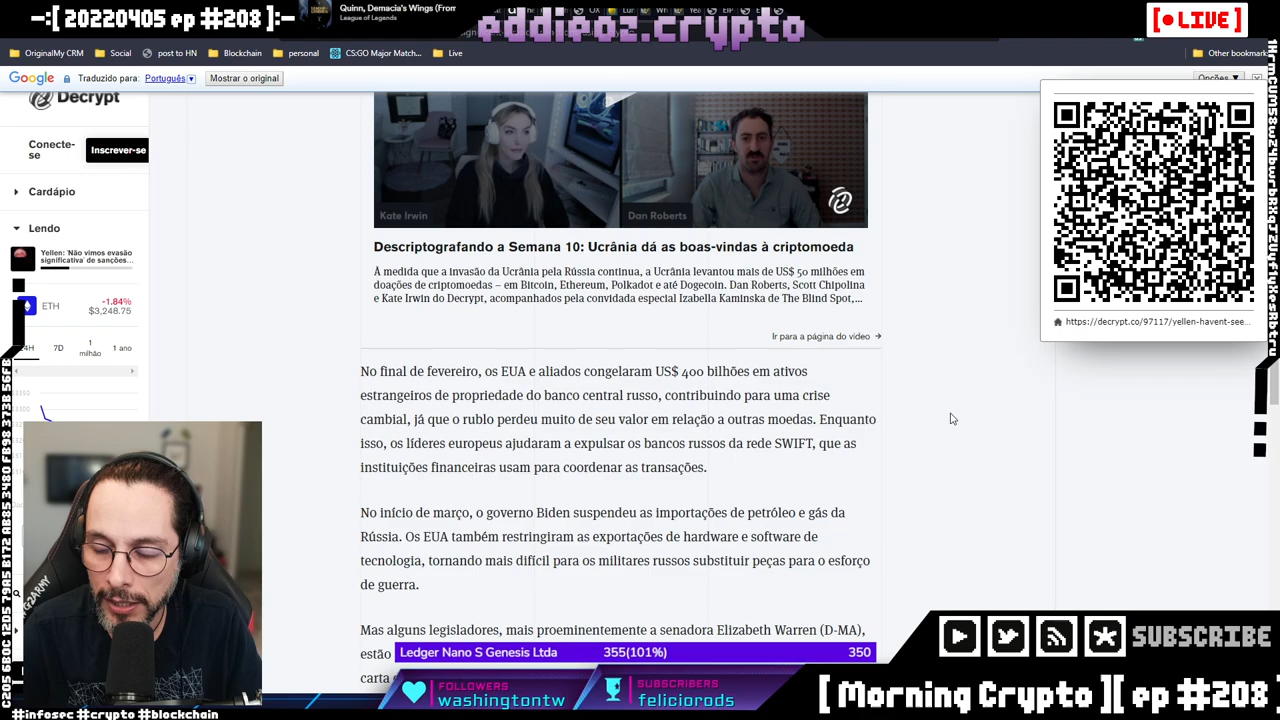 -:[ 20220405 ep #208 ]:-
Quinn, Demacia's Wings (From
League of Legends
eddieoz.crypto
[● LIVE ]
OriginalMy CRM
Social
post to HN
Blockchain
personal
CS:GO Major Match...
Live
Other bookmark
Google
Traduzido para: Português
Mostrar o original
Opções ▼
Decrypt
Conecte-
se
Inscrever-se
Cardápio
Lendo
Yellen: 'Não vimos evasão
significativa' de sanções...
ETH
-1.84%
$3,248.75
7D
1
milhão
1 ano
Kate Irwin
Dan Roberts
Descriptografando a Semana 10: Ucrânia dá as boas-vindas à criptomoeda
À medida que a invasão da Ucrânia pela Rússia continua, a Ucrânia levantou mais de US$ 50 milhões em
doações de criptomoedas – em Bitcoin, Ethereum, Polkadot e até Dogecoin. Dan Roberts, Scott Chipolina
e Kate Irwin do Decrypt, acompanhados pela convidada especial Izabella Kaminska de The Blind Spot,...
Ir para a página do vídeo →
No final de fevereiro, os EUA e aliados congelaram US$ 400 bilhões em ativos
estrangeiros de propriedade do banco central russo, contribuindo para uma crise
cambial, já que o rublo perdeu muito de seu valor em relação a outras moedas. Enquanto
isso, os líderes europeus ajudaram a expulsar os bancos russos da rede SWIFT, que as
instituições financeiras usam para coordenar as transações.
No início de março, o governo Biden suspendeu as importações de petróleo e gás da
Rússia. Os EUA também restringiram as exportações de hardware e software de
tecnologia, tornando mais difícil para os militares russos substituir peças para o esforço
de guerra.
Mas alguns legisladores, mais proeminentemente a senadora Elizabeth Warren (D-MA),
estão
carta
https://decrypt.co/97117/yellen-havent-see...
Ledger Nano S Genesis Ltda
355(101%)
350
FOLLOWERS
washingtontw
SUBSCRIBERS
feliciorods
SUBSCRIBE
[ Morning Crypto ][ ep #208
#infosec #crypto #blockchain